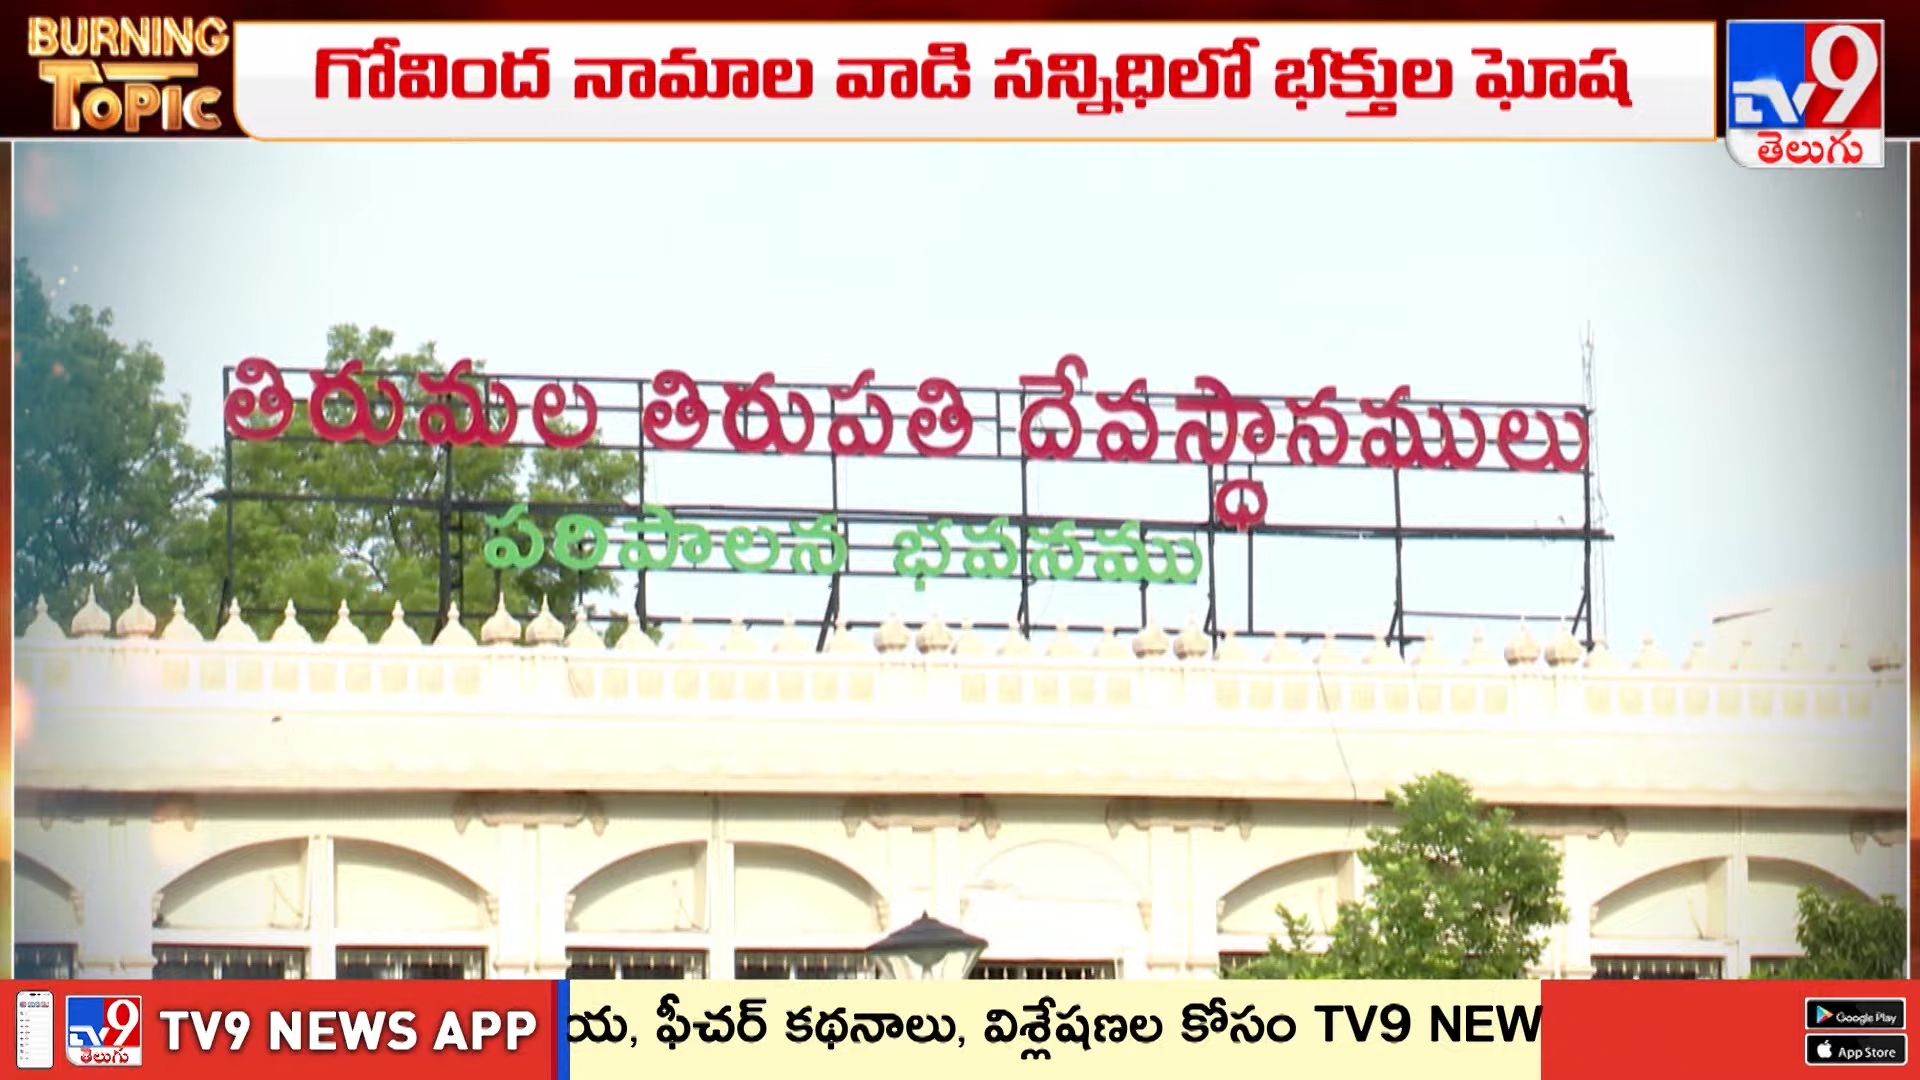 BURNING
TOPIC
గోవింద నామాల వాడి సన్నిధిలో భక్తుల ఘోష
TV9
తెలుగు
తిరుమల తిరుపతి దేవస్థానములు
పరిపాలన భవనము
TV9
తెలుగు
TV9 NEWS APP
య, ఫీచర్ కథనాలు, విశ్లేషణల కోసం TV9 NEW
Google Play
App Store